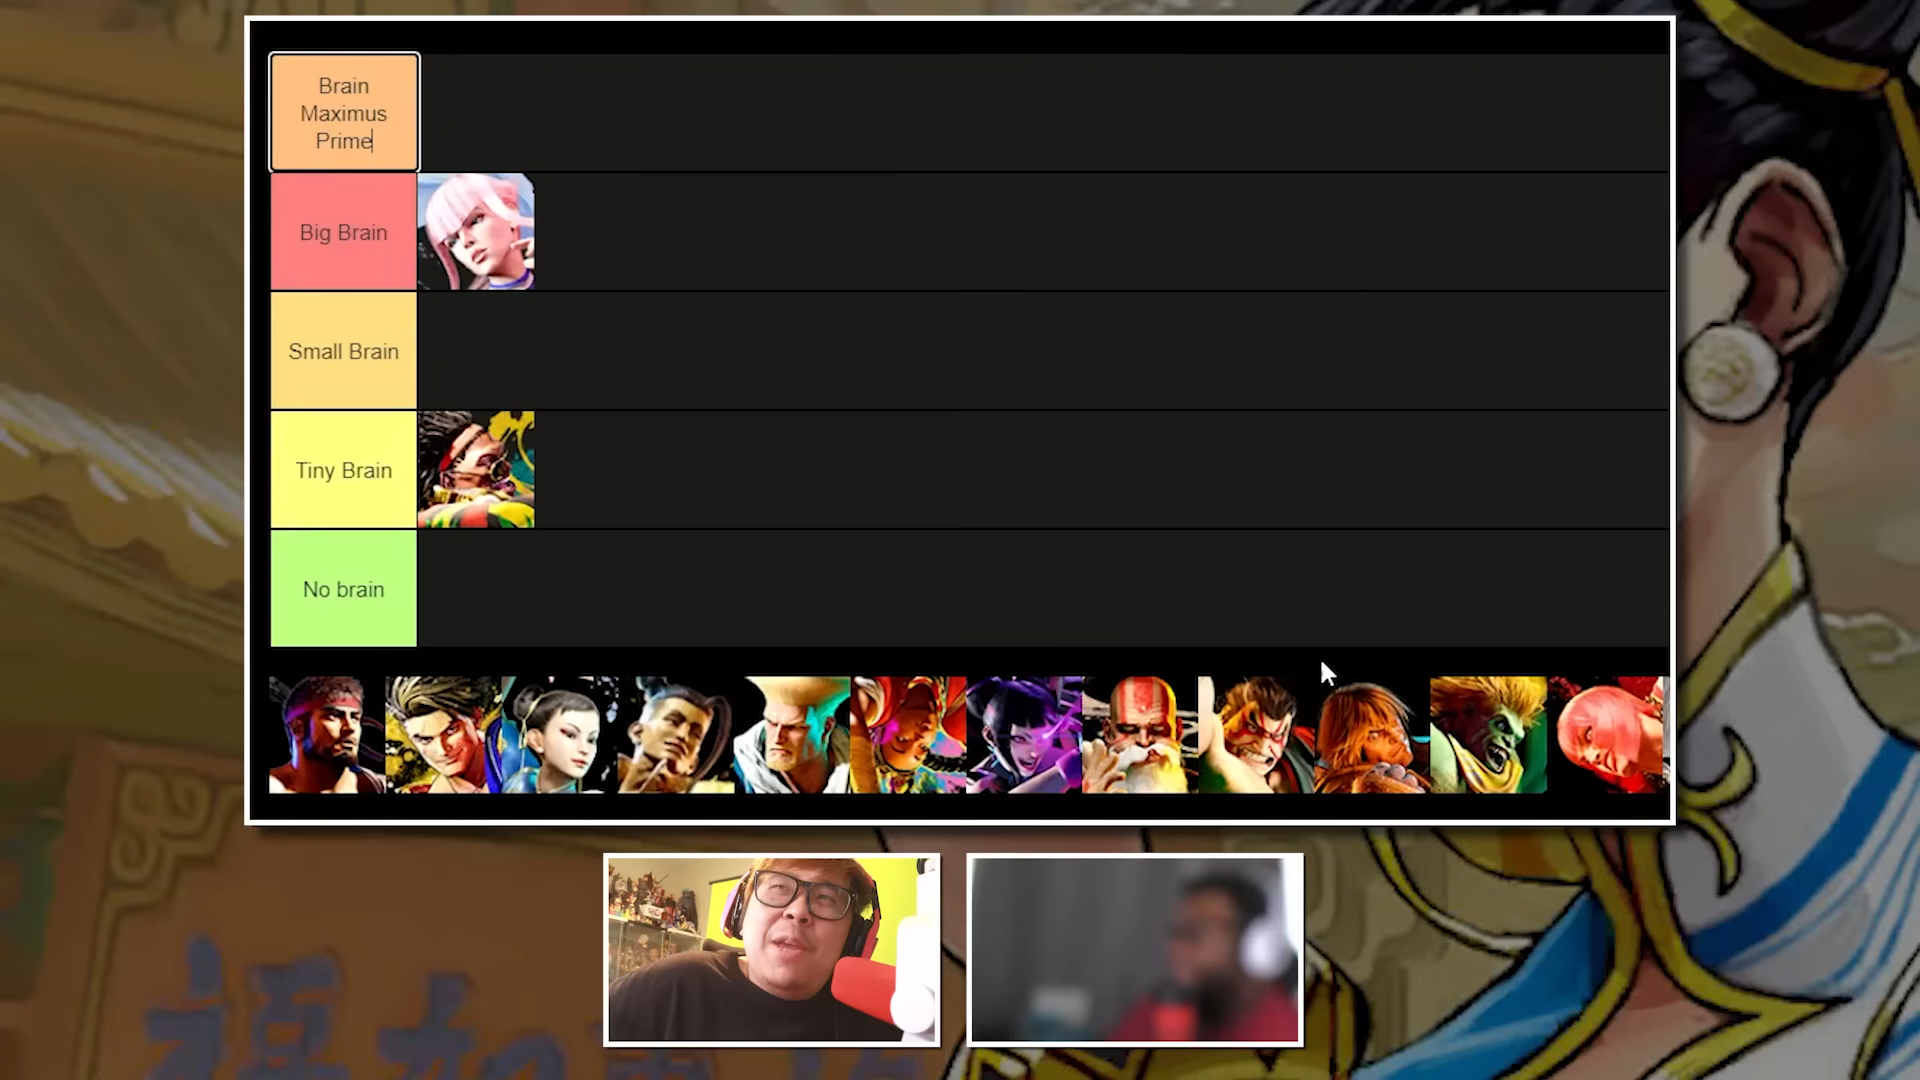 Brain
Maximus
Prime
Big Brain
Small Brain
Tiny Brain
No brain